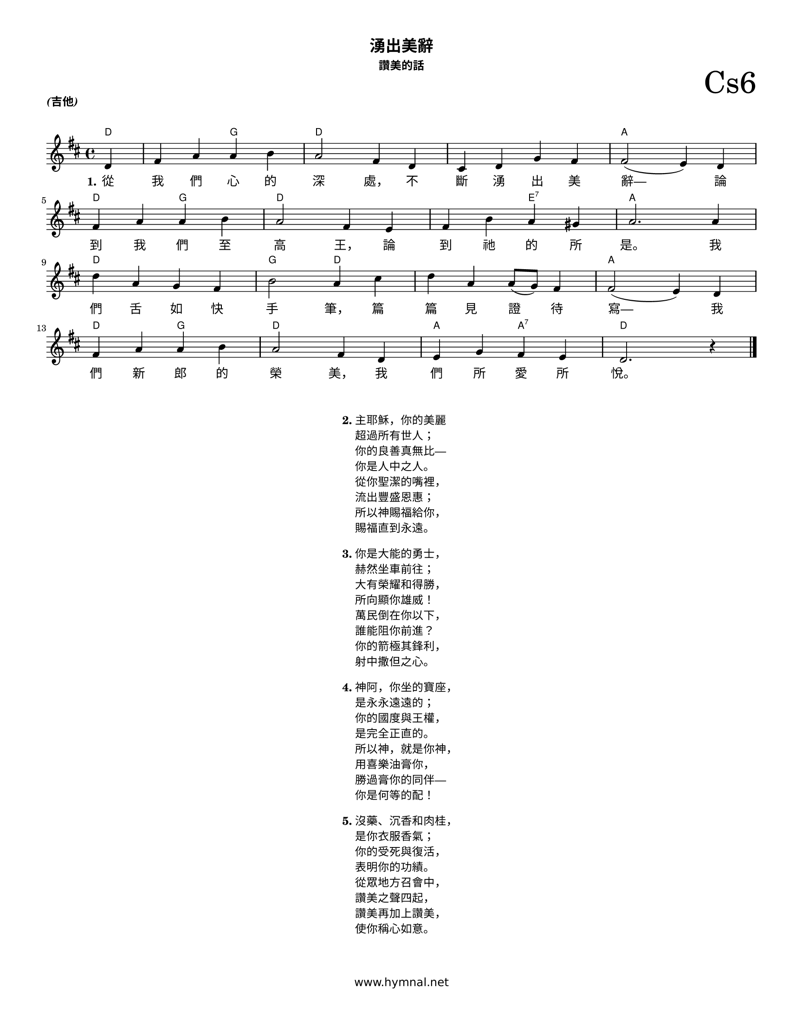 湧出美辭
讚美的話
Cs6
(吉他)
D G D A
1. 從 我 們 心 的 深 處， 不 斷 湧 出 美 辭— 論
5
D G D E7 A
到 我 們 至 高 王， 論 到 祂 的 所 是。 我
9
D G D A
們 舌 如 快 手 筆， 篇 篇 見 證 待 寫— 我
13
D G D A A7 D
們 新 郎 的 榮 美， 我 們 所 愛 所 悅。
2. 主耶穌，你的美麗
超過所有世人；
你的良善真無比—
你是人中之人。
從你聖潔的嘴裡，
流出豐盛恩惠；
所以神賜福給你，
賜福直到永遠。
3. 你是大能的勇士，
赫然坐車前往；
大有榮耀和得勝，
所向顯你雄威！
萬民倒在你以下，
誰能阻你前進？
你的箭極其鋒利，
射中撒但之心。
4. 神阿，你坐的寶座，
是永永遠遠的；
你的國度與王權，
是完全正直的。
所以神，就是你神，
用喜樂油膏你，
勝過膏你的同伴—
你是何等的配！
5. 沒藥、沉香和肉桂，
是你衣服香氣；
你的受死與復活，
表明你的功績。
從眾地方召會中，
讚美之聲四起，
讚美再加上讚美，
使你稱心如意。
www.hymnal.net